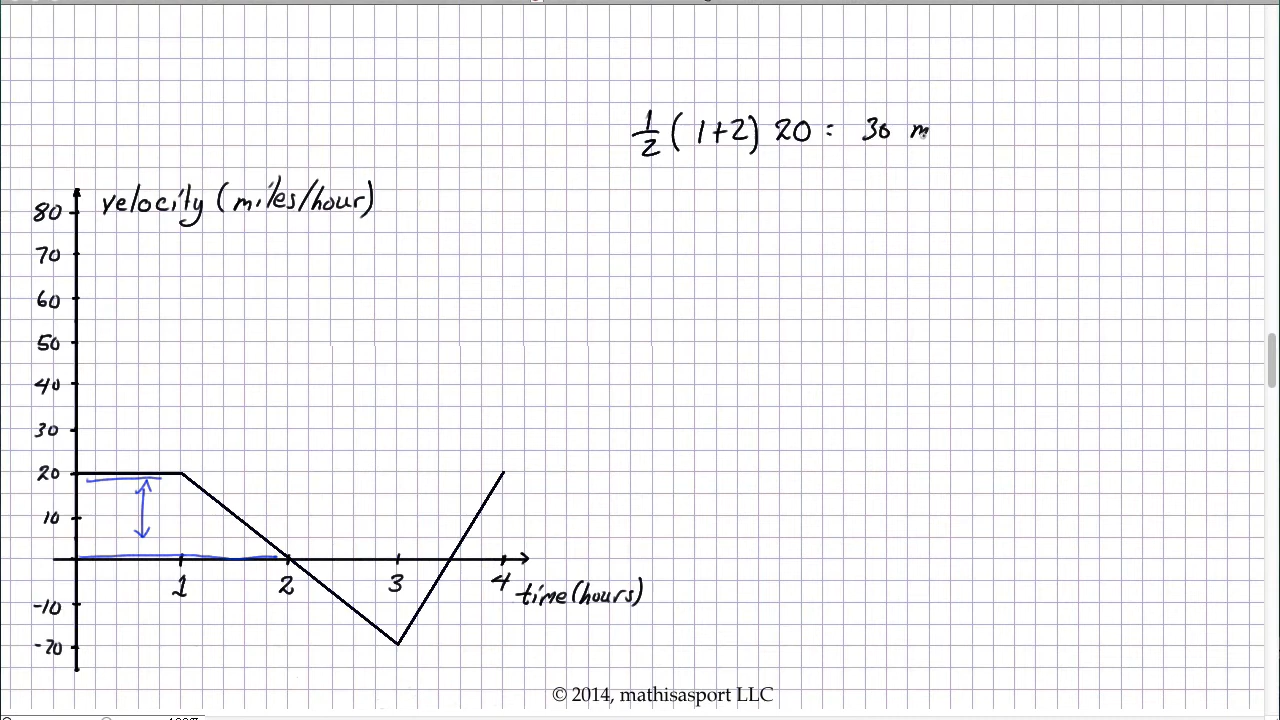 1/2 ( 1+2) 20 = 30 m
velocity (miles/hour)
80
70
60
50
40
30
20
10
1 2 3 4
time (hours)
-10
-20
© 2014, mathisasport LLC